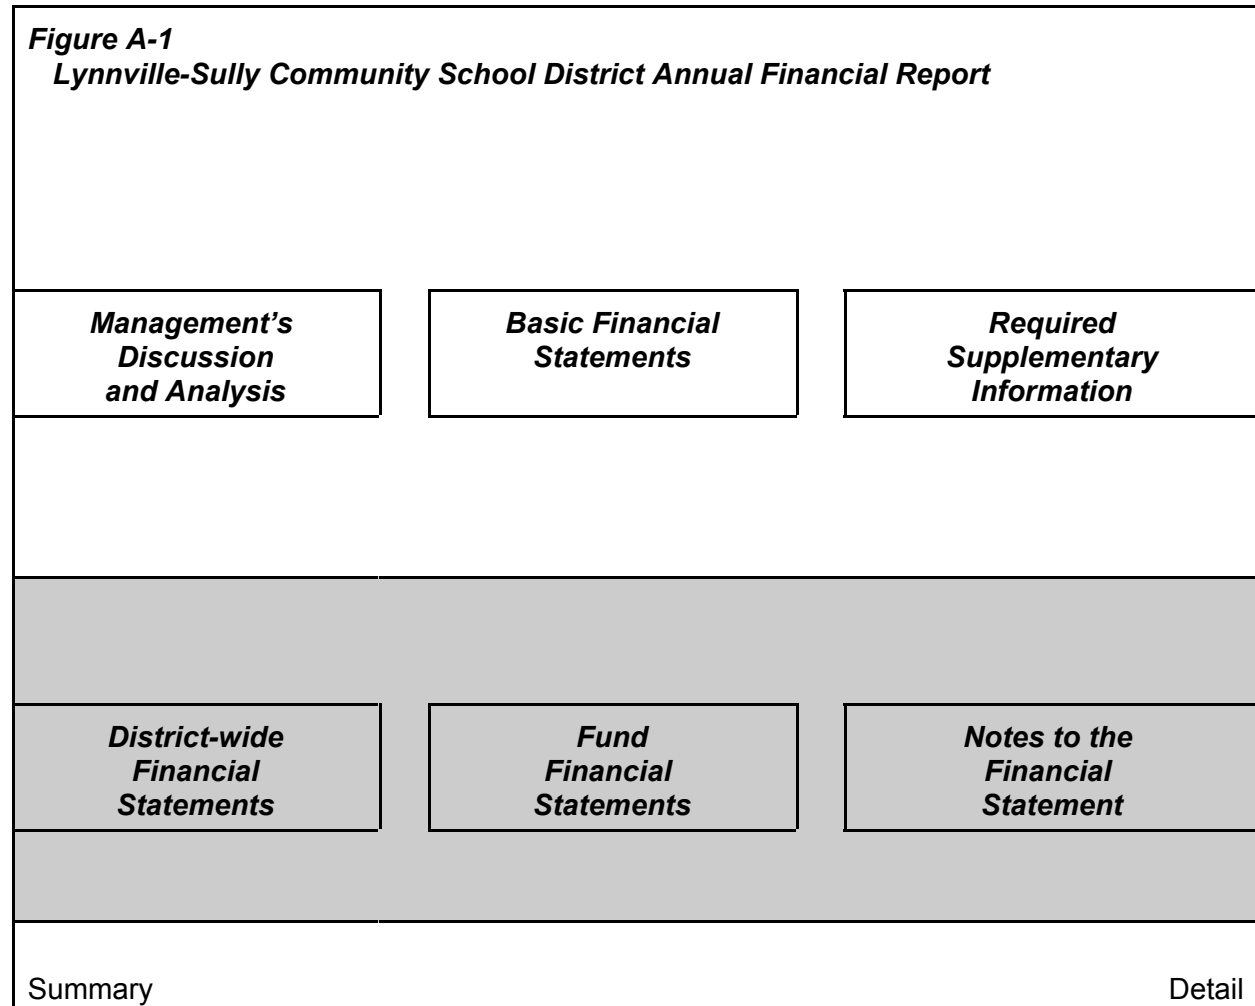 Figure A-1
Lynnville-Sully Community School District Annual Financial Report
Management’s
Discussion
and Analysis
Basic Financial
Statements
Required
Supplementary
Information
District-wide
Financial
Statements
Fund
Financial
Statements
Notes to the
Financial
Statement
Summary
Detail